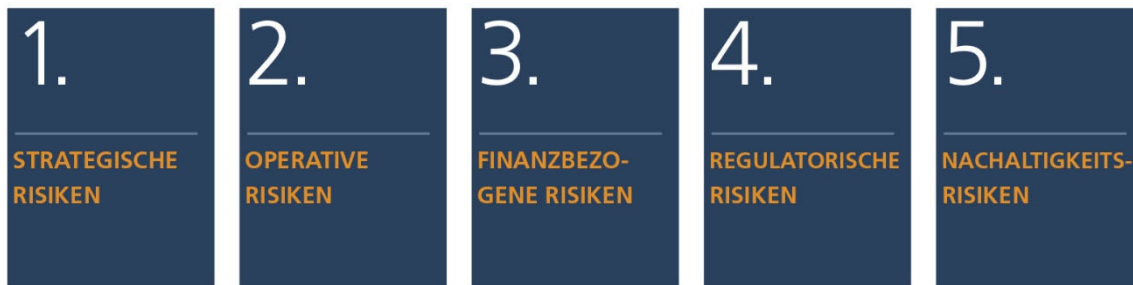 1.
STRATEGISCHE
RISIKEN
2.
OPERATIVE
RISIKEN
3.
FINANZBEZO-
GENE RISIKEN
4.
REGULATORISCHE
RISIKEN
5.
NACHALTIGKEITS-
RISIKEN